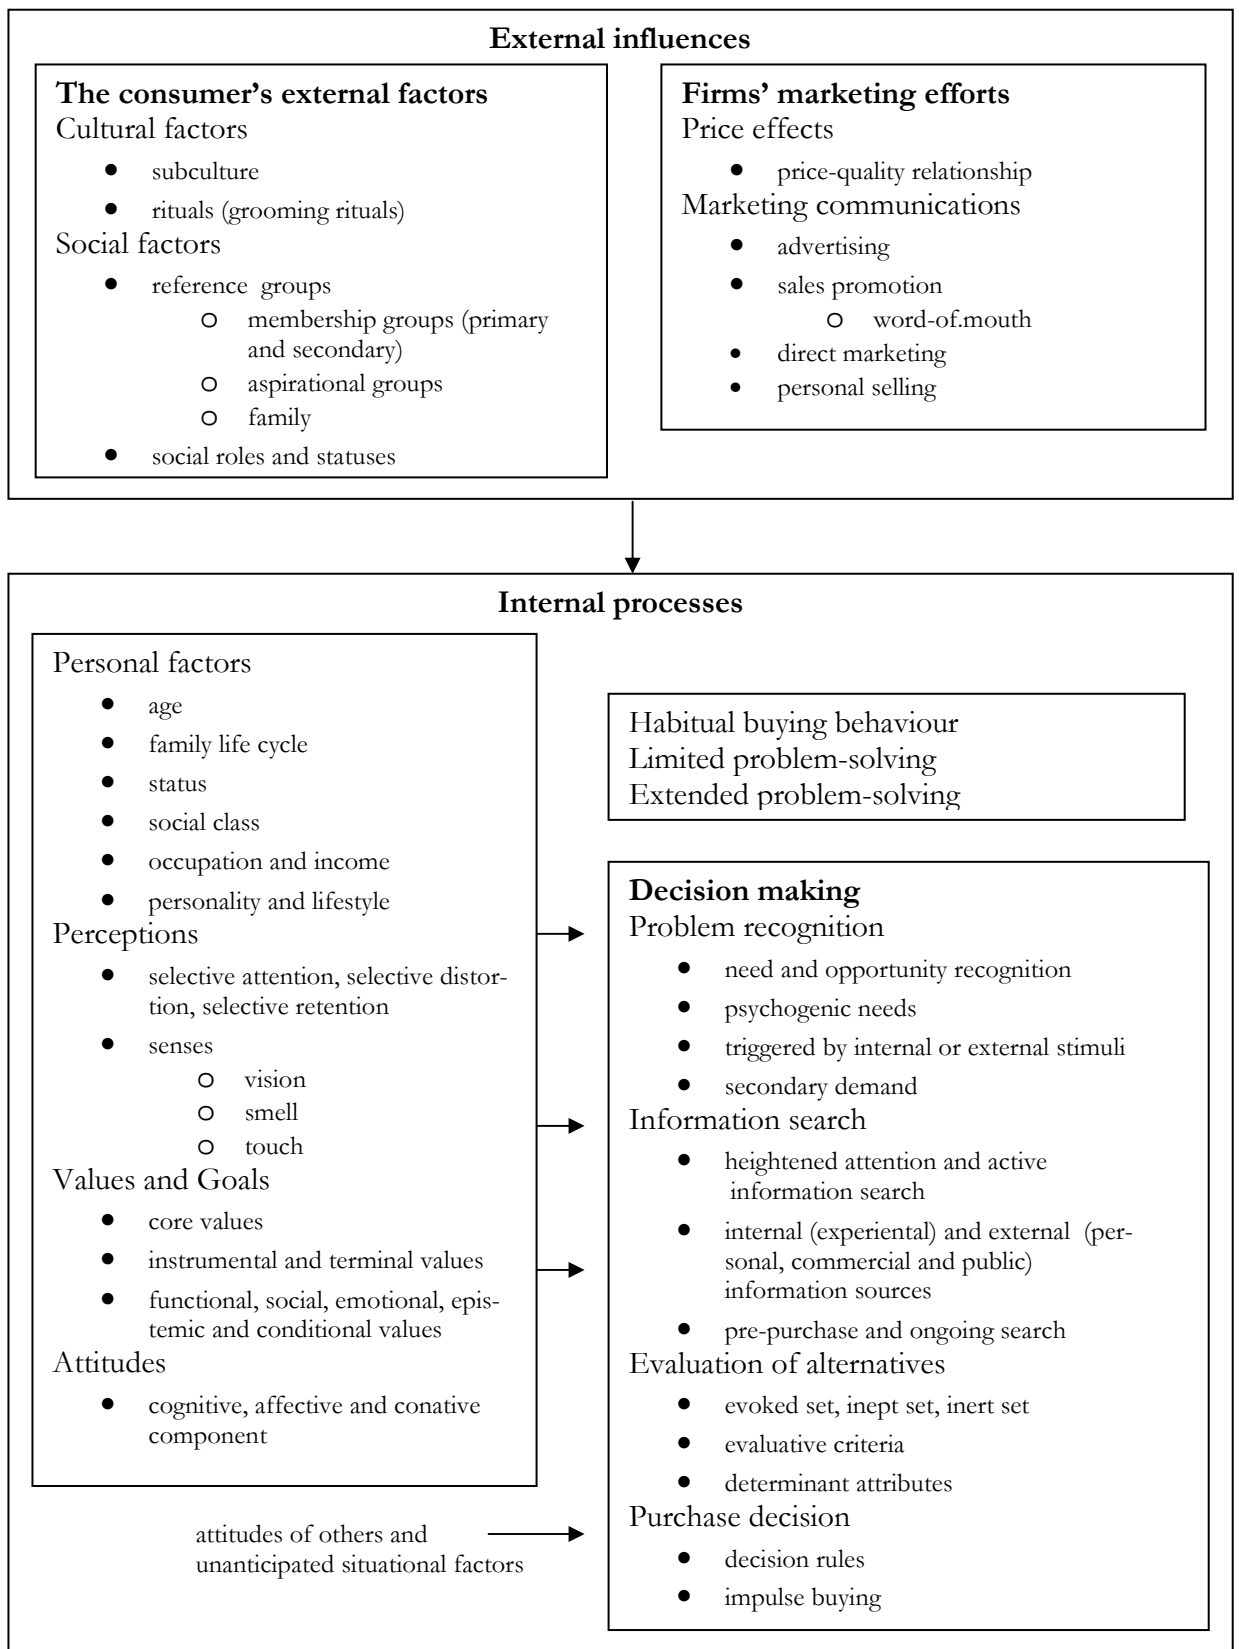 External influences
The consumer's external factors
Cultural factors
• subculture
• rituals (grooming rituals)
Social factors
• reference groups
o membership groups (primary
and secondary)
o aspirational groups
o family
• social roles and statuses
Firms' marketing efforts
Price effects
• price-quality relationship
Marketing communications
• advertising
• sales promotion
o word-of.mouth
• direct marketing
• personal selling
Internal processes
Personal factors
• age
• family life cycle
• status
• social class
• occupation and income
• personality and lifestyle
Perceptions
• selective attention, selective distor-
tion, selective retention
• senses
o vision
o smell
o touch
Values and Goals
• core values
• instrumental and terminal values
• functional, social, emotional, epis-
temic and conditional values
Attitudes
• cognitive, affective and conative
component
attitudes of others and
unanticipated situational factors
Habitual buying behaviour
Limited problem-solving
Extended problem-solving
Decision making
Problem recognition
• need and opportunity recognition
• psychogenic needs
• triggered by internal or external stimuli
• secondary demand
Information search
• heightened attention and active
information search
• internal (experiental) and external (per-
sonal, commercial and public)
information sources
• pre-purchase and ongoing search
Evaluation of alternatives
• evoked set, inept set, inert set
• evaluative criteria
• determinant attributes
Purchase decision
• decision rules
• impulse buying